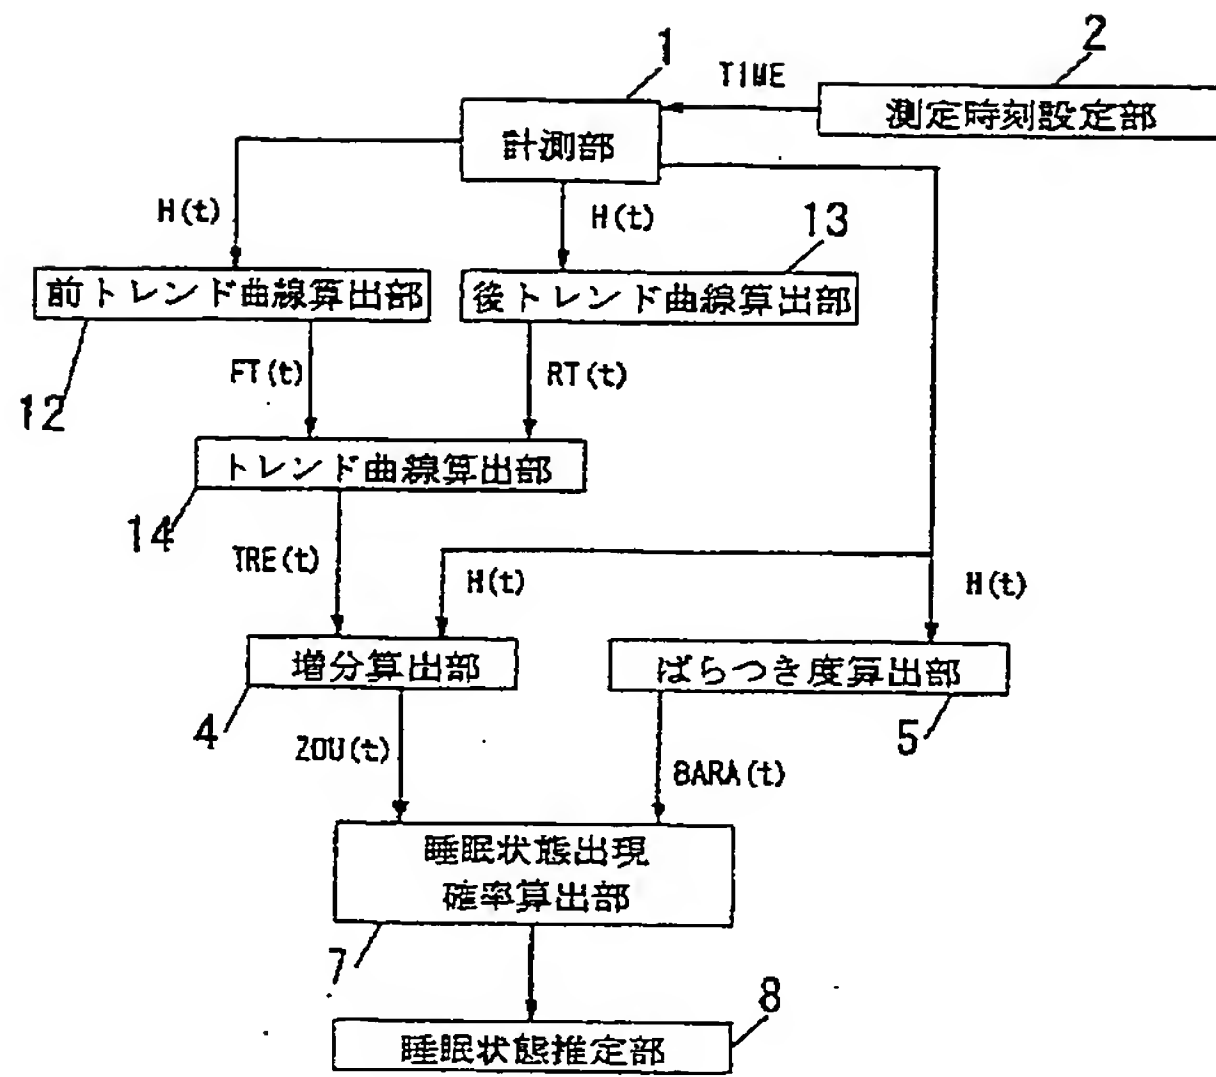 1
2
TIME
測定時刻設定部
計測部
H(t)
H(t)
13
前トレンド曲線算出部
後トレンド曲線算出部
12
FT(t)
RT(t)
トレンド曲線算出部
14
TRE(t)
H(t)
H(t)
増分算出部
ばらつき度算出部
4
5
ZOU(t)
BARA(t)
睡眠状態出現
確率算出部
7
8
睡眠状態推定部